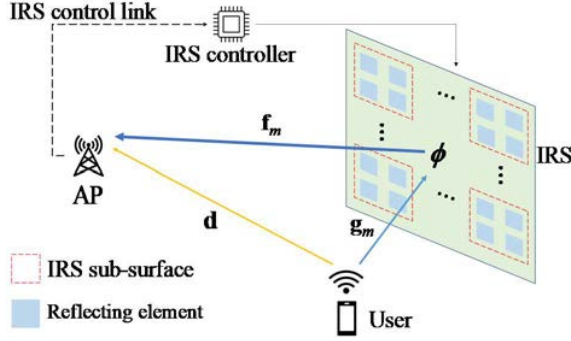 IRS control link
IRS controller
f_m
ϕ
IRS
AP
d
g_m
IRS sub-surface
User
Reflecting element